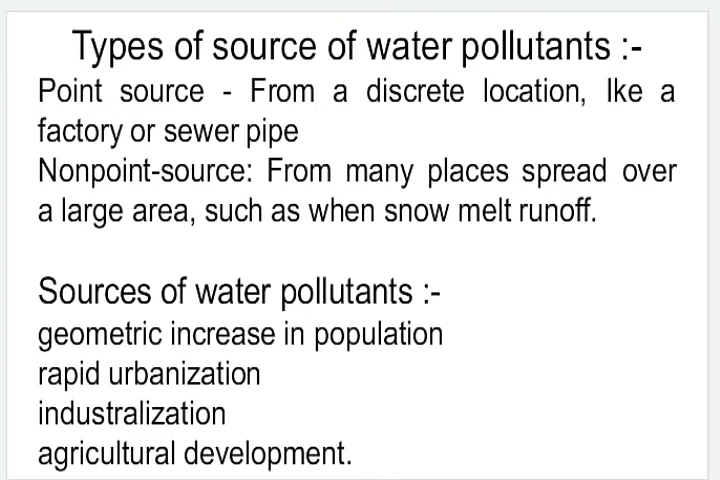 Types of source of water pollutants :-
Point source - From a discrete location, lke a
factory or sewer pipe
Nonpoint-source: From many places spread over
a large area, such as when snow melt runoff.
Sources of water pollutants :-
geometric increase in population
rapid urbanization
industralization
agricultural development.